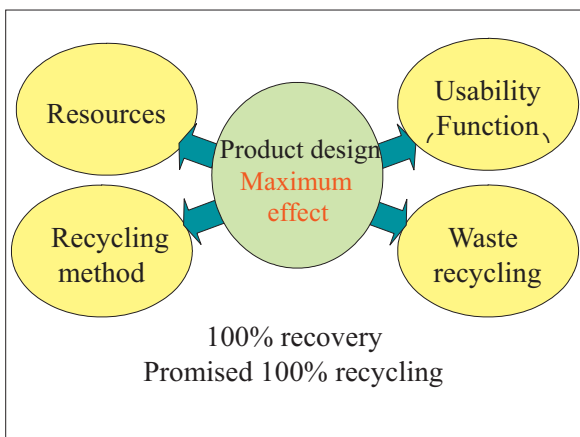 Resources
Usability
(Function)
Product design
Maximum
effect
Recycling
method
Waste
recycling
100% recovery
Promised 100% recycling